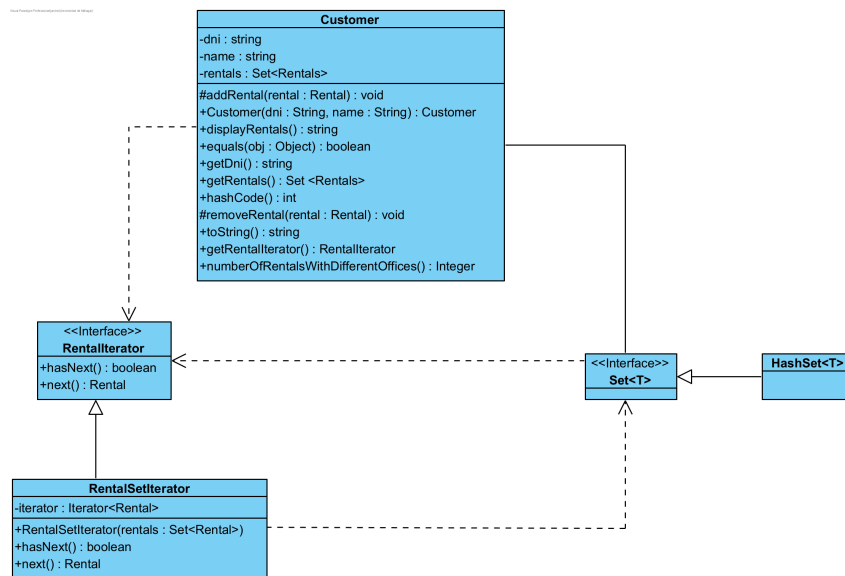 Customer
-dni : string
-name : string
-rentals : Set<Rentals>
#addRental(rental : Rental) : void
+Customer(dni : String, name : String) : Customer
+displayRentals() : string
+equals(obj : Object) : boolean
+getDni() : string
+getRentals() : Set <Rentals>
+hashCode() : int
#removeRental(rental : Rental) : void
+toString() : string
+getRentalIterator() : RentalIterator
+numberOfRentalsWithDifferentOffices() : Integer
<<Interface>>
RentalIterator
+hasNext() : boolean
+next() : Rental
<<Interface>>
Set<T>
HashSet<T>
RentalSetIterator
-iterator : Iterator<Rental>
+RentalSetIterator(rentals : Set<Rental>)
+hasNext() : boolean
+next() : Rental